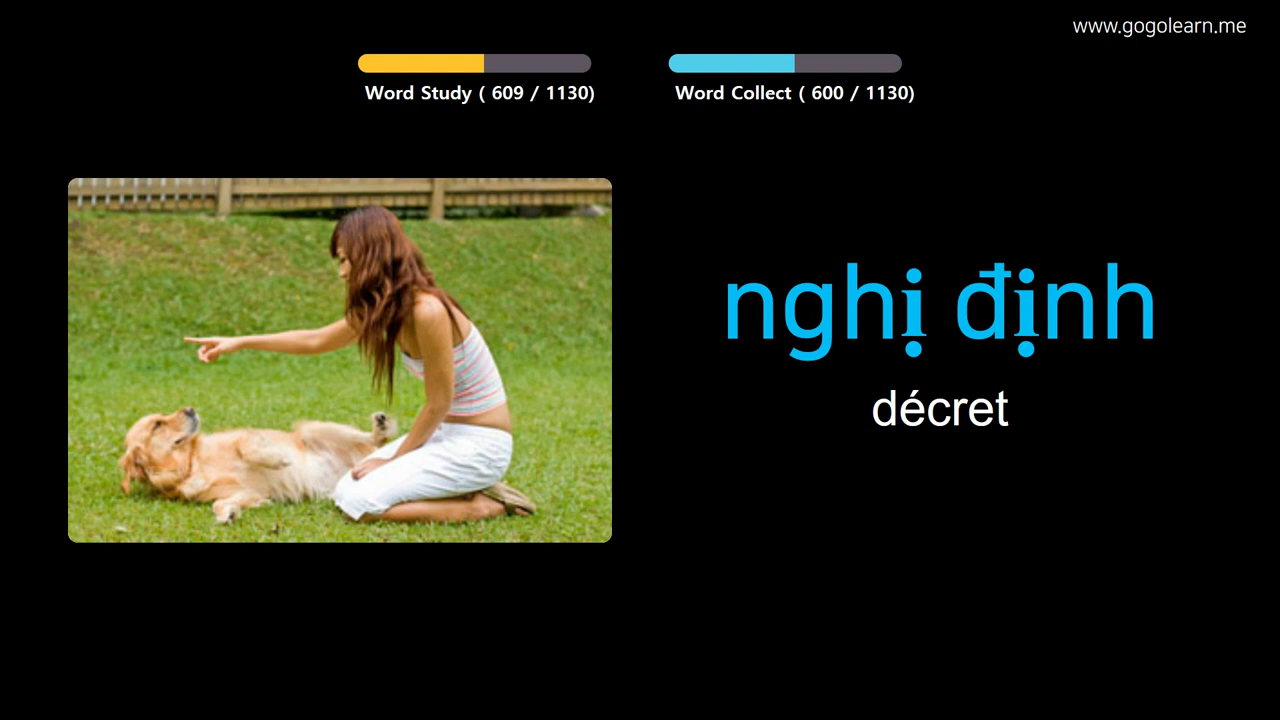 www.gogolearn.me
Word Study ( 609 / 1130)
Word Collect ( 600 / 1130)
nghị định
décret